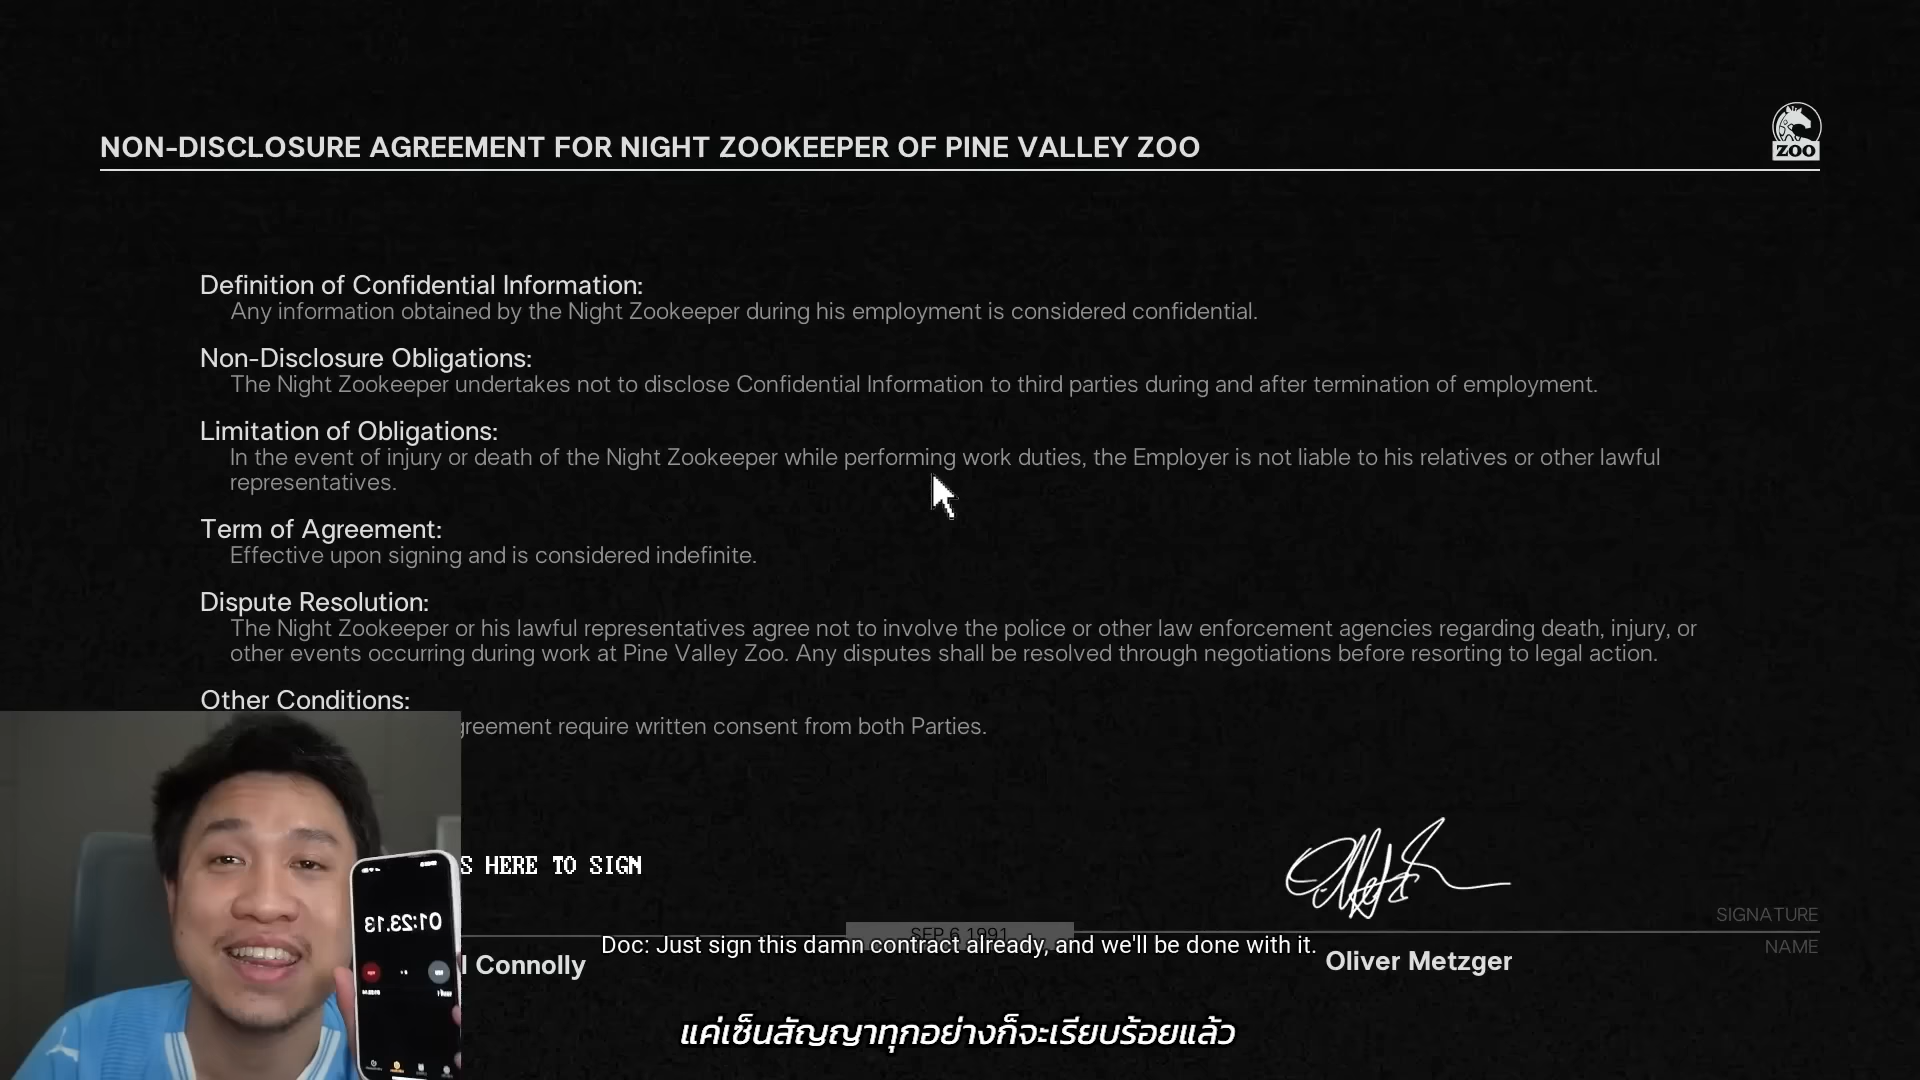 NON-DISCLOSURE AGREEMENT FOR NIGHT ZOOKEEPER OF PINE VALLEY ZOO
ZOO
Definition of Confidential Information:
Any information obtained by the Night Zookeeper during his employment is considered confidential.
Non-Disclosure Obligations:
The Night Zookeeper undertakes not to disclose Confidential Information to third parties during and after termination of employment.
Limitation of Obligations:
In the event of injury or death of the Night Zookeeper while performing work duties, the Employer is not liable to his relatives or other lawful
representatives.
Term of Agreement:
Effective upon signing and is considered indefinite.
Dispute Resolution:
The Night Zookeeper or his lawful representatives agree not to involve the police or other law enforcement agencies regarding death, injury, or
other events occurring during work at Pine Valley Zoo. Any disputes shall be resolved through negotiations before resorting to legal action.
Other Conditions:
greement require written consent from both Parties.
S HERE TO SIGN
01:23.13
SIGNATURE
SEP 6 1991
Doc: Just sign this damn contract already, and we'll be done with it.
NAME
l Connolly
Oliver Metzger
แค่เซ็นสัญญาทุกอย่างก็จะเรียบร้อยแล้ว